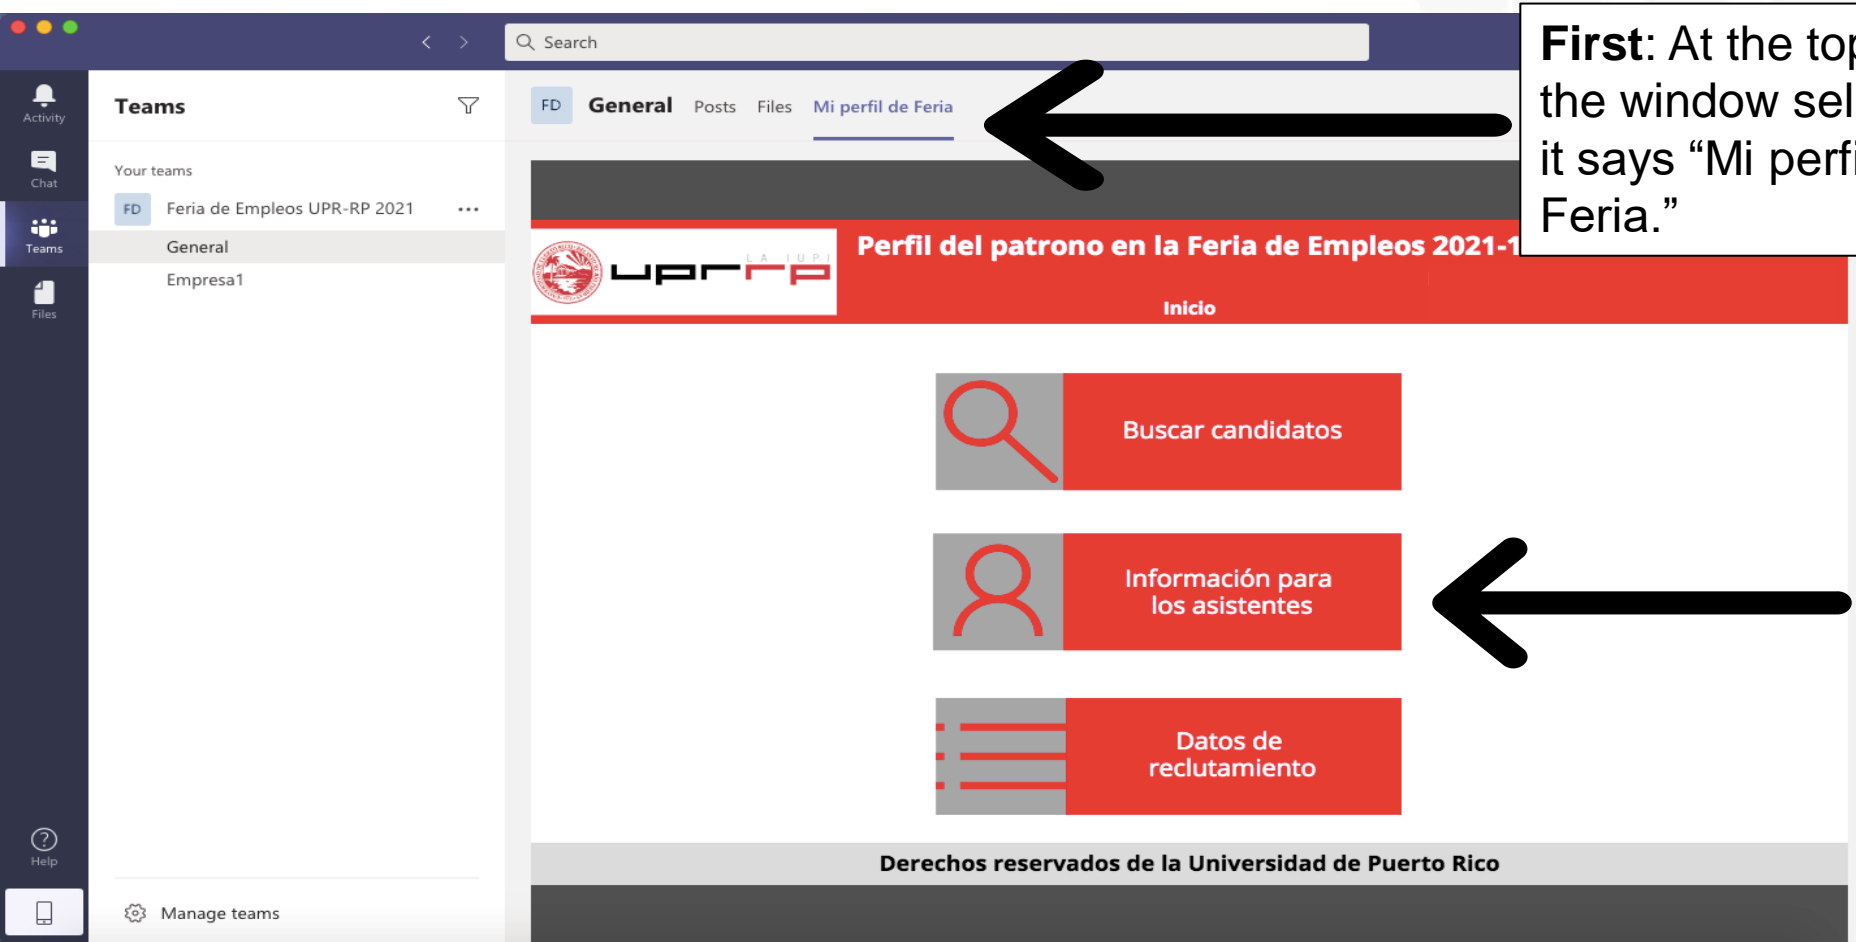 Search
First: At the top
the window sel
it says “Mi perfi
Feria.”
Activity
Chat
Teams
Files
Help
Teams
Your teams
FD Feria de Empleos UPR-RP 2021 ...
General
Empresa1
Manage teams
FD General Posts Files Mi perfil de Feria
LA IUPI
uprrp
Perfil del patrono en la Feria de Empleos 2021-1
Inicio
Buscar candidatos
Información para
los asistentes
Datos de
reclutamiento
Derechos reservados de la Universidad de Puerto Rico